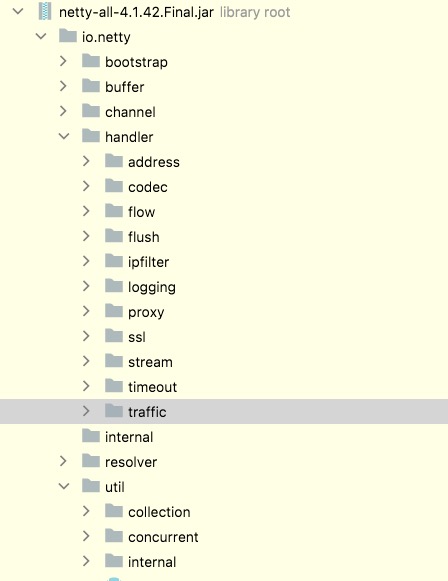 netty-all-4.1.42.Final.jar library root
io.netty
bootstrap
buffer
channel
handler
address
codec
flow
flush
ipfilter
logging
proxy
ssl
stream
timeout
traffic
internal
resolver
util
collection
concurrent
internal